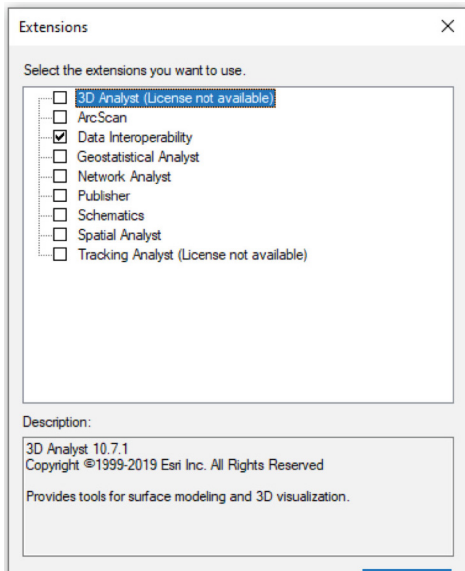 Extensions
Select the extensions you want to use.
3D Analyst (License not available)
ArcScan
Data Interoperability
Geostatistical Analyst
Network Analyst
Publisher
Schematics
Spatial Analyst
Tracking Analyst (License not available)
Description:
3D Analyst 10.7.1
Copyright ©1999-2019 Esri Inc. All Rights Reserved
Provides tools for surface modeling and 3D visualization.